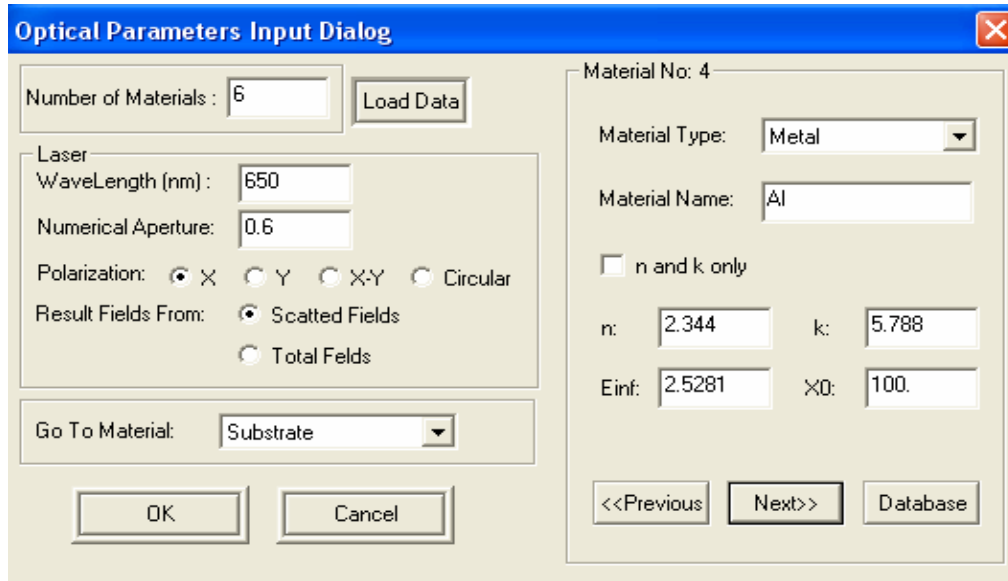 Optical Parameters Input Dialog
Number of Materials : 6
Load Data
Laser
WaveLength (nm) : 650
Numerical Aperture: 0.6
Polarization: X Y X-Y Circular
Result Fields From: Scatted Fields
Total Felds
Go To Material: Substrate
OK Cancel
Material No: 4
Material Type: Metal
Material Name: Al
n and k only
n: 2.344 k: 5.788
Einf: 2.5281 X0: 100.
<<Previous Next>> Database